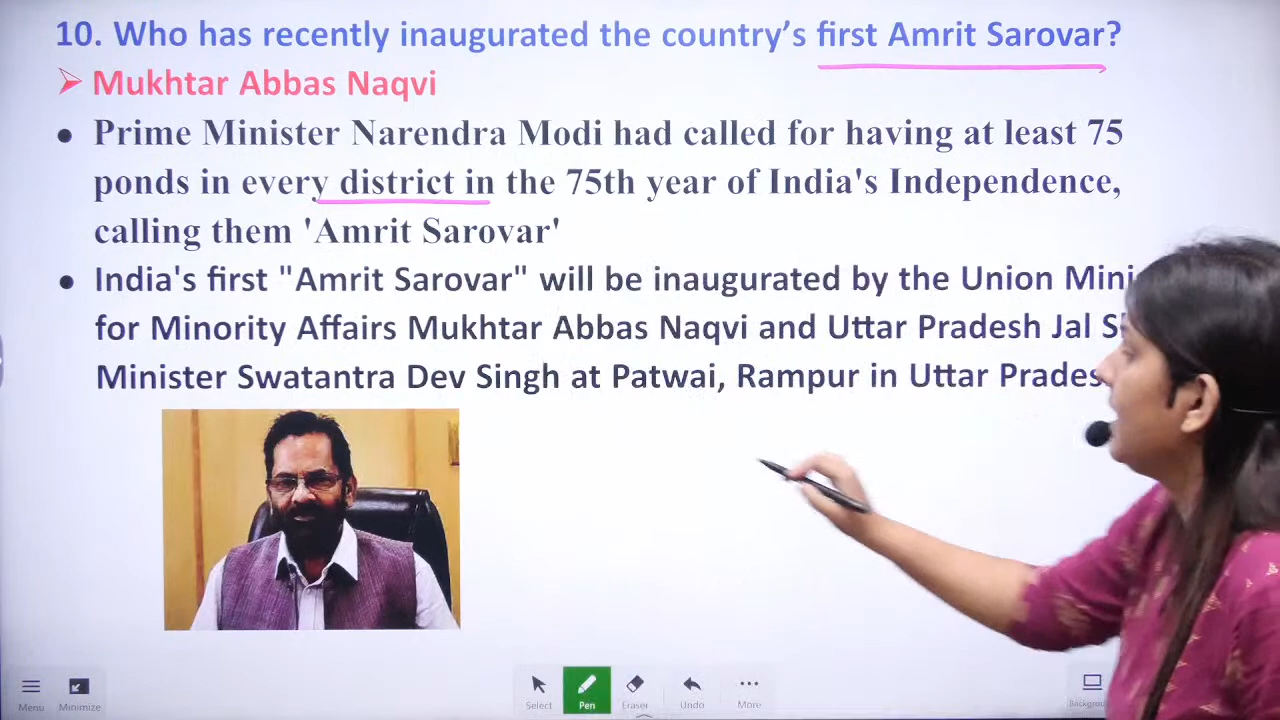 10. Who has recently inaugurated the country's first Amrit Sarovar?
Mukhtar Abbas Naqvi
Prime Minister Narendra Modi had called for having at least 75
ponds in every district in the 75th year of India's Independence,
calling them 'Amrit Sarovar'
India's first "Amrit Sarovar" will be inaugurated by the Union
for Minority Affairs Mukhtar Abbas Naqvi and Uttar Pradesh Jal
Minister Swatantra Dev Singh at Patwai, Rampur in Uttar
Menu Minimize Select Pen Eraser Undo More